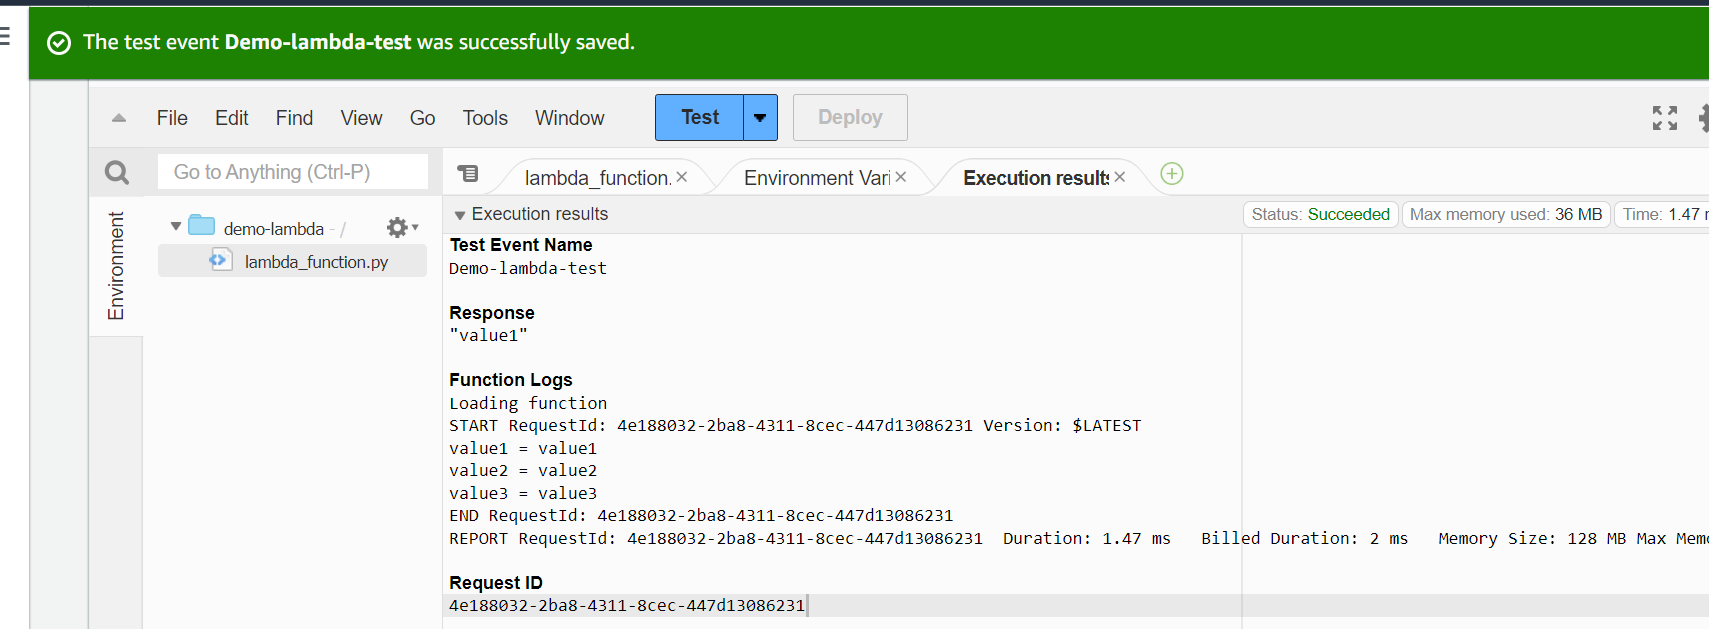 The test event Demo-lambda-test was successfully saved.
File Edit Find View Go Tools Window Test Deploy
Go to Anything (Ctrl-P)
lambda_function. Environment Vari Execution results
Execution results Status: Succeeded Max memory used: 36 MB Time: 1.47
demo-lambda - /
lambda_function.py
Environment
Test Event Name
Demo-lambda-test
Response
"value1"
Function Logs
Loading function
START RequestId: 4e188032-2ba8-4311-8cec-447d13086231 Version: $LATEST
value1 = value1
value2 = value2
value3 = value3
END RequestId: 4e188032-2ba8-4311-8cec-447d13086231
REPORT RequestId: 4e188032-2ba8-4311-8cec-447d13086231 Duration: 1.47 ms Billed Duration: 2 ms Memory Size: 128 MB Max Mem
Request ID
4e188032-2ba8-4311-8cec-447d13086231